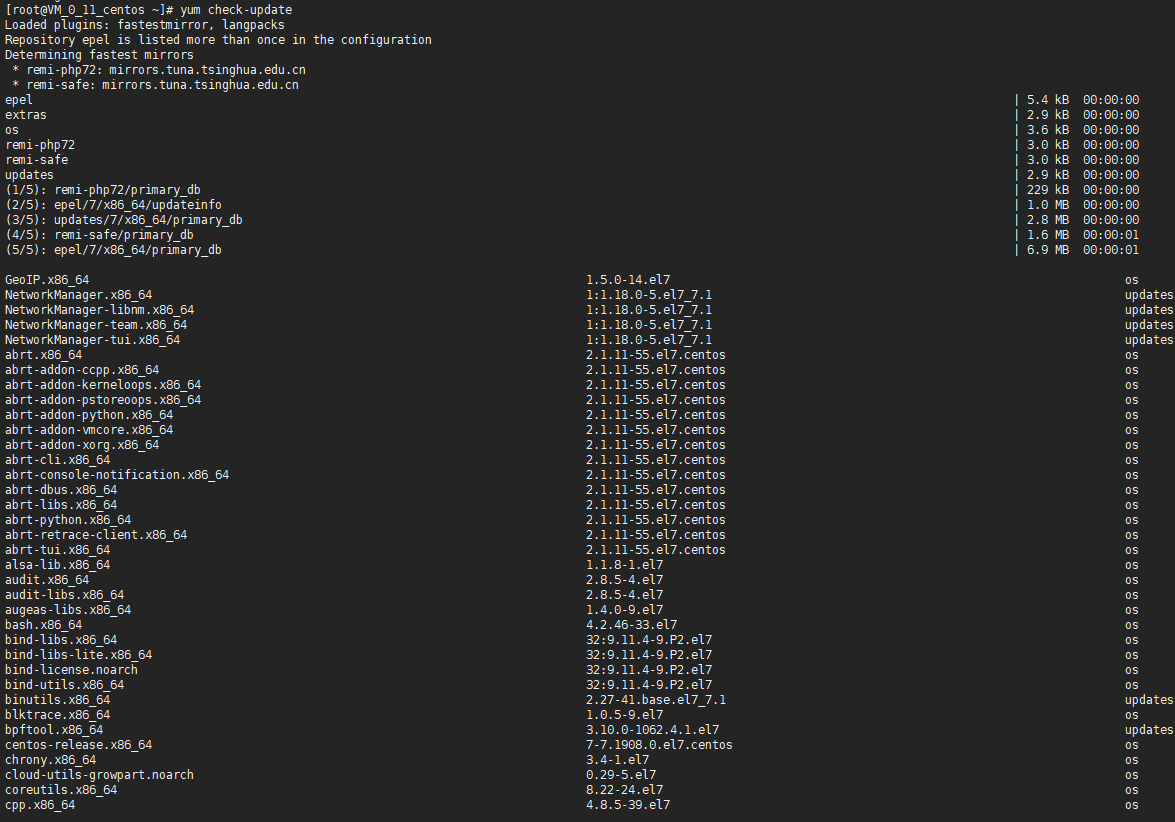 [root@VM_0_11_centos ~]# yum check-update
Loaded plugins: fastestmirror, langpacks
Repository epel is listed more than once in the configuration
Determining fastest mirrors
 * remi-php72: mirrors.tuna.tsinghua.edu.cn
 * remi-safe: mirrors.tuna.tsinghua.edu.cn
epel | 5.4 kB 00:00:00
extras | 2.9 kB 00:00:00
os | 3.6 kB 00:00:00
remi-php72 | 3.0 kB 00:00:00
remi-safe | 3.0 kB 00:00:00
updates | 2.9 kB 00:00:00
(1/5): remi-php72/primary_db | 229 kB 00:00:00
(2/5): epel/7/x86_64/updateinfo | 1.0 MB 00:00:00
(3/5): updates/7/x86_64/primary_db | 2.8 MB 00:00:00
(4/5): remi-safe/primary_db | 1.6 MB 00:00:01
(5/5): epel/7/x86_64/primary_db | 6.9 MB 00:00:01
GeoIP.x86_64 1.5.0-14.el7 os
NetworkManager.x86_64 1:1.18.0-5.el7_7.1 updates
NetworkManager-libnm.x86_64 1:1.18.0-5.el7_7.1 updates
NetworkManager-team.x86_64 1:1.18.0-5.el7_7.1 updates
NetworkManager-tui.x86_64 1:1.18.0-5.el7_7.1 updates
abrt.x86_64 2.1.11-55.el7.centos os
abrt-addon-ccpp.x86_64 2.1.11-55.el7.centos os
abrt-addon-kerneloops.x86_64 2.1.11-55.el7.centos os
abrt-addon-pstoreoops.x86_64 2.1.11-55.el7.centos os
abrt-addon-python.x86_64 2.1.11-55.el7.centos os
abrt-addon-vmcore.x86_64 2.1.11-55.el7.centos os
abrt-addon-xorg.x86_64 2.1.11-55.el7.centos os
abrt-cli.x86_64 2.1.11-55.el7.centos os
abrt-console-notification.x86_64 2.1.11-55.el7.centos os
abrt-dbus.x86_64 2.1.11-55.el7.centos os
abrt-libs.x86_64 2.1.11-55.el7.centos os
abrt-python.x86_64 2.1.11-55.el7.centos os
abrt-retrace-client.x86_64 2.1.11-55.el7.centos os
abrt-tui.x86_64 2.1.11-55.el7.centos os
alsa-lib.x86_64 1.1.8-1.el7 os
audit.x86_64 2.8.5-4.el7 os
audit-libs.x86_64 2.8.5-4.el7 os
augeas-libs.x86_64 1.4.0-9.el7 os
bash.x86_64 4.2.46-33.el7 os
bind-libs.x86_64 32:9.11.4-9.P2.el7 os
bind-libs-lite.x86_64 32:9.11.4-9.P2.el7 os
bind-license.noarch 32:9.11.4-9.P2.el7 os
bind-utils.x86_64 32:9.11.4-9.P2.el7 os
binutils.x86_64 2.27-41.base.el7_7.1 updates
blktrace.x86_64 1.0.5-9.el7 os
bpftool.x86_64 3.10.0-1062.4.1.el7 updates
centos-release.x86_64 7-7.1908.0.el7.centos os
chrony.x86_64 3.4-1.el7 os
cloud-utils-growpart.noarch 0.29-5.el7 os
coreutils.x86_64 8.22-24.el7 os
cpp.x86_64 4.8.5-39.el7 os